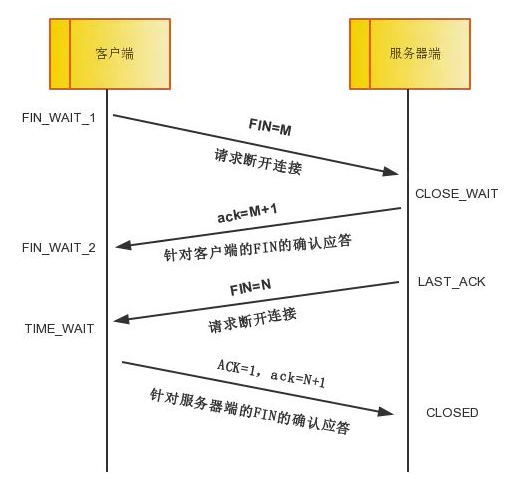 客户端
服务器端
FIN_WAIT_1
FIN=M
请求断开连接
CLOSE_WAIT
ack=M+1
FIN_WAIT_2
针对客户端的FIN的确认应答
FIN=N
LAST_ACK
请求断开连接
TIME_WAIT
ACK=1, ack=N+1
针对服务器端的FIN的确认应答
CLOSED